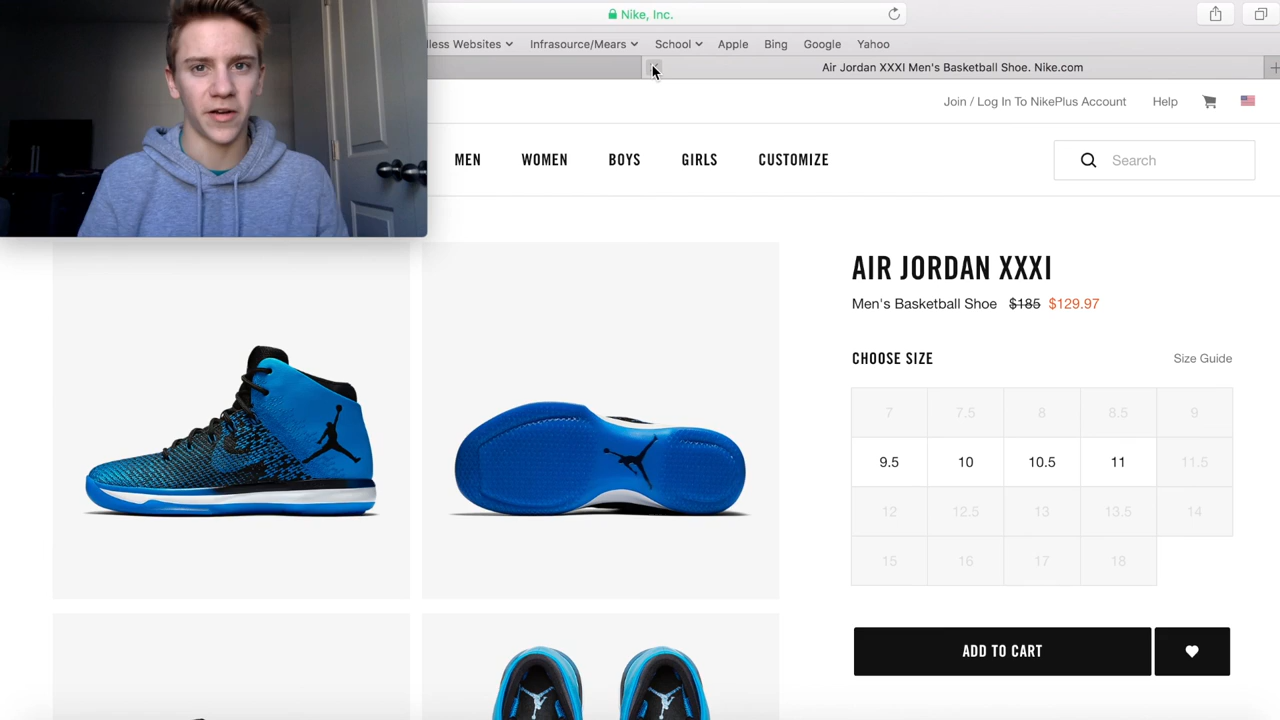 Nike, Inc.
lless Websites Infrasource/Mears School Apple Bing Google Yahoo
Air Jordan XXXI Men's Basketball Shoe. Nike.com
Join / Log In To NikePlus Account Help
MEN WOMEN BOYS GIRLS CUSTOMIZE
Search
AIR JORDAN XXXI
Men's Basketball Shoe $185 $129.97
CHOOSE SIZE Size Guide
7 7.5 8 8.5 9
9.5 10 10.5 11 11.5
12 12.5 13 13.5 14
15 16 17 18
ADD TO CART